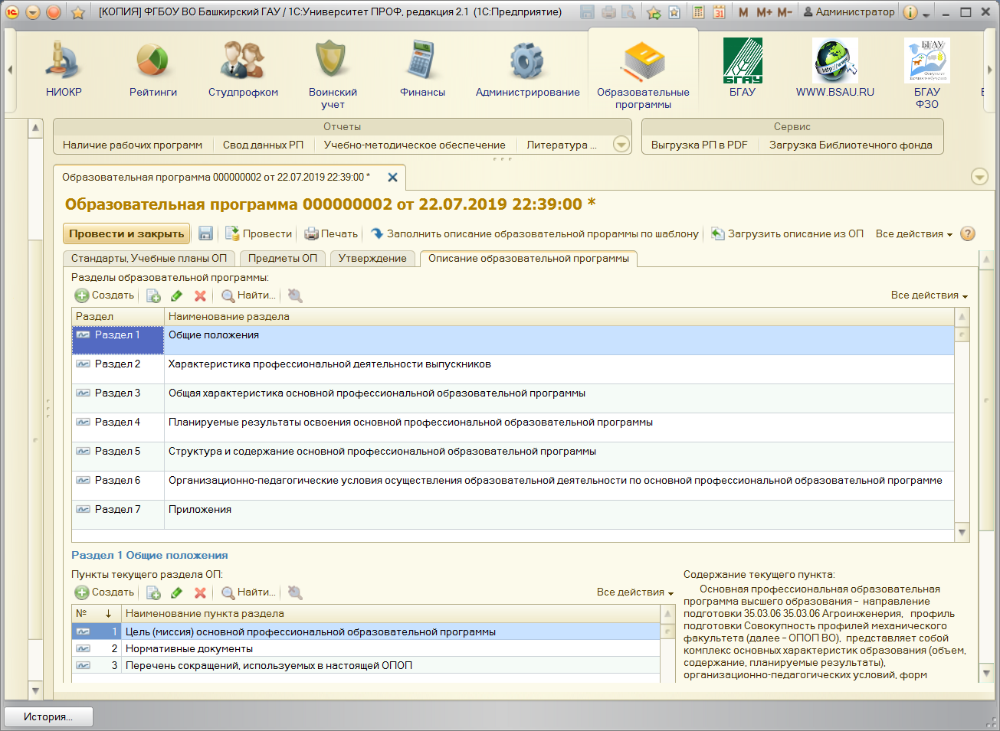 [КОПИЯ] ФГБОУ ВО Башкирский ГАУ / 1С:Университет ПРОФ, редакция 2.1 (1С:Предприятие)
M M+ M-
Администратор
31
НИОКР
Рейтинги
Студпрофком
Воинский
учет
Финансы
Администрирование
Образовательные
программы
БГАУ
БГАУ
http://www
WWW.BSAU.RU
БГАУ
БГАУ
ФЗО
Отчеты
Сервис
Наличие рабочих программ Свод данных РП Учебно-методическое обеспечение Литература ...
Выгрузка РП в PDF Загрузка Библиотечного фонда
Образовательная программа 000000002 от 22.07.2019 22:39:00 *
Образовательная программа 000000002 от 22.07.2019 22:39:00 *
Провести и закрыть Провести Печать Заполнить описание образовательной прораммы по шаблону Загрузить описание из ОП Все действия
Стандарты, Учебные планы ОП Предметы ОП Утверждение Описание образовательной программы
Разделы образовательной программы:
Создать Найти... Все действия
Раздел Наименование раздела
Раздел 1 Общие положения
Раздел 2 Характеристика профессиональной деятельности выпускников
Раздел 3 Общая характеристика основной профессиональной образовательной программы
Раздел 4 Планируемые результаты освоения основной профессиональной образовательной программы
Раздел 5 Структура и содержание основной профессиональной образовательной программы
Раздел 6 Организационно-педагогические условия осуществления образовательной деятельности по основной профессиональной образовательной программе
Раздел 7 Приложения
Раздел 1 Общие положения
Пункты текущего раздела ОП:
Создать Найти... Все действия
№ Наименование пункта раздела
1 Цель (миссия) основной профессиональной образовательной программы
2 Нормативные документы
3 Перечень сокращений, используемых в настоящей ОПОП
Содержание текущего пункта:
Основная профессиональная образовательная
программа высшего образования – направление
подготовки 35.03.06 35.03.06 Агроинженерия, профиль
подготовки Совокупность профилей механического
факультета (далее – ОПОП ВО), представляет собой
комплекс основных характеристик образования (объем,
содержание, планируемые результаты),
организационно-педагогических условий, форм
История...